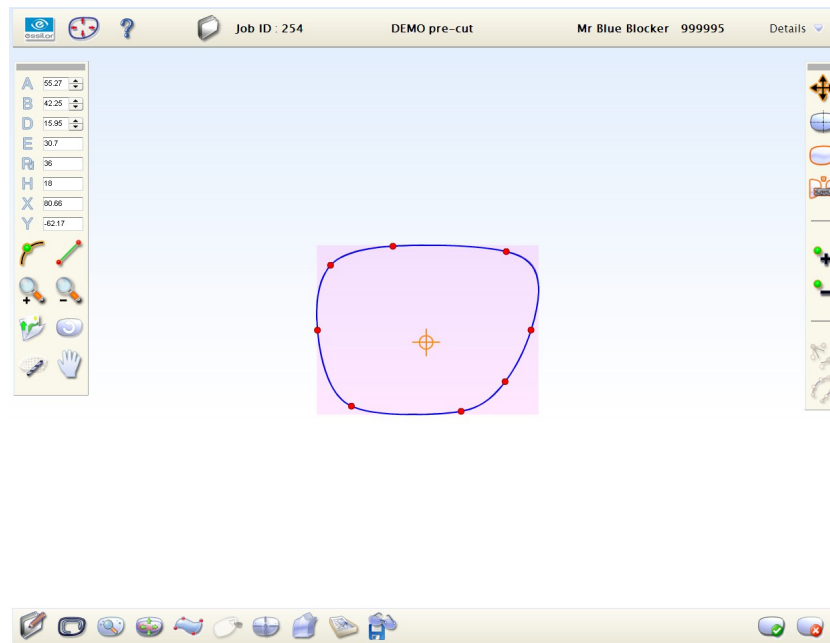 essilor
Job ID : 254 DEMO pre-cut Mr Blue Blocker 999995 Details
A 55.27
B 42.25
D 15.95
E 30.7
36
H 18
X 80.66
Y -62.17